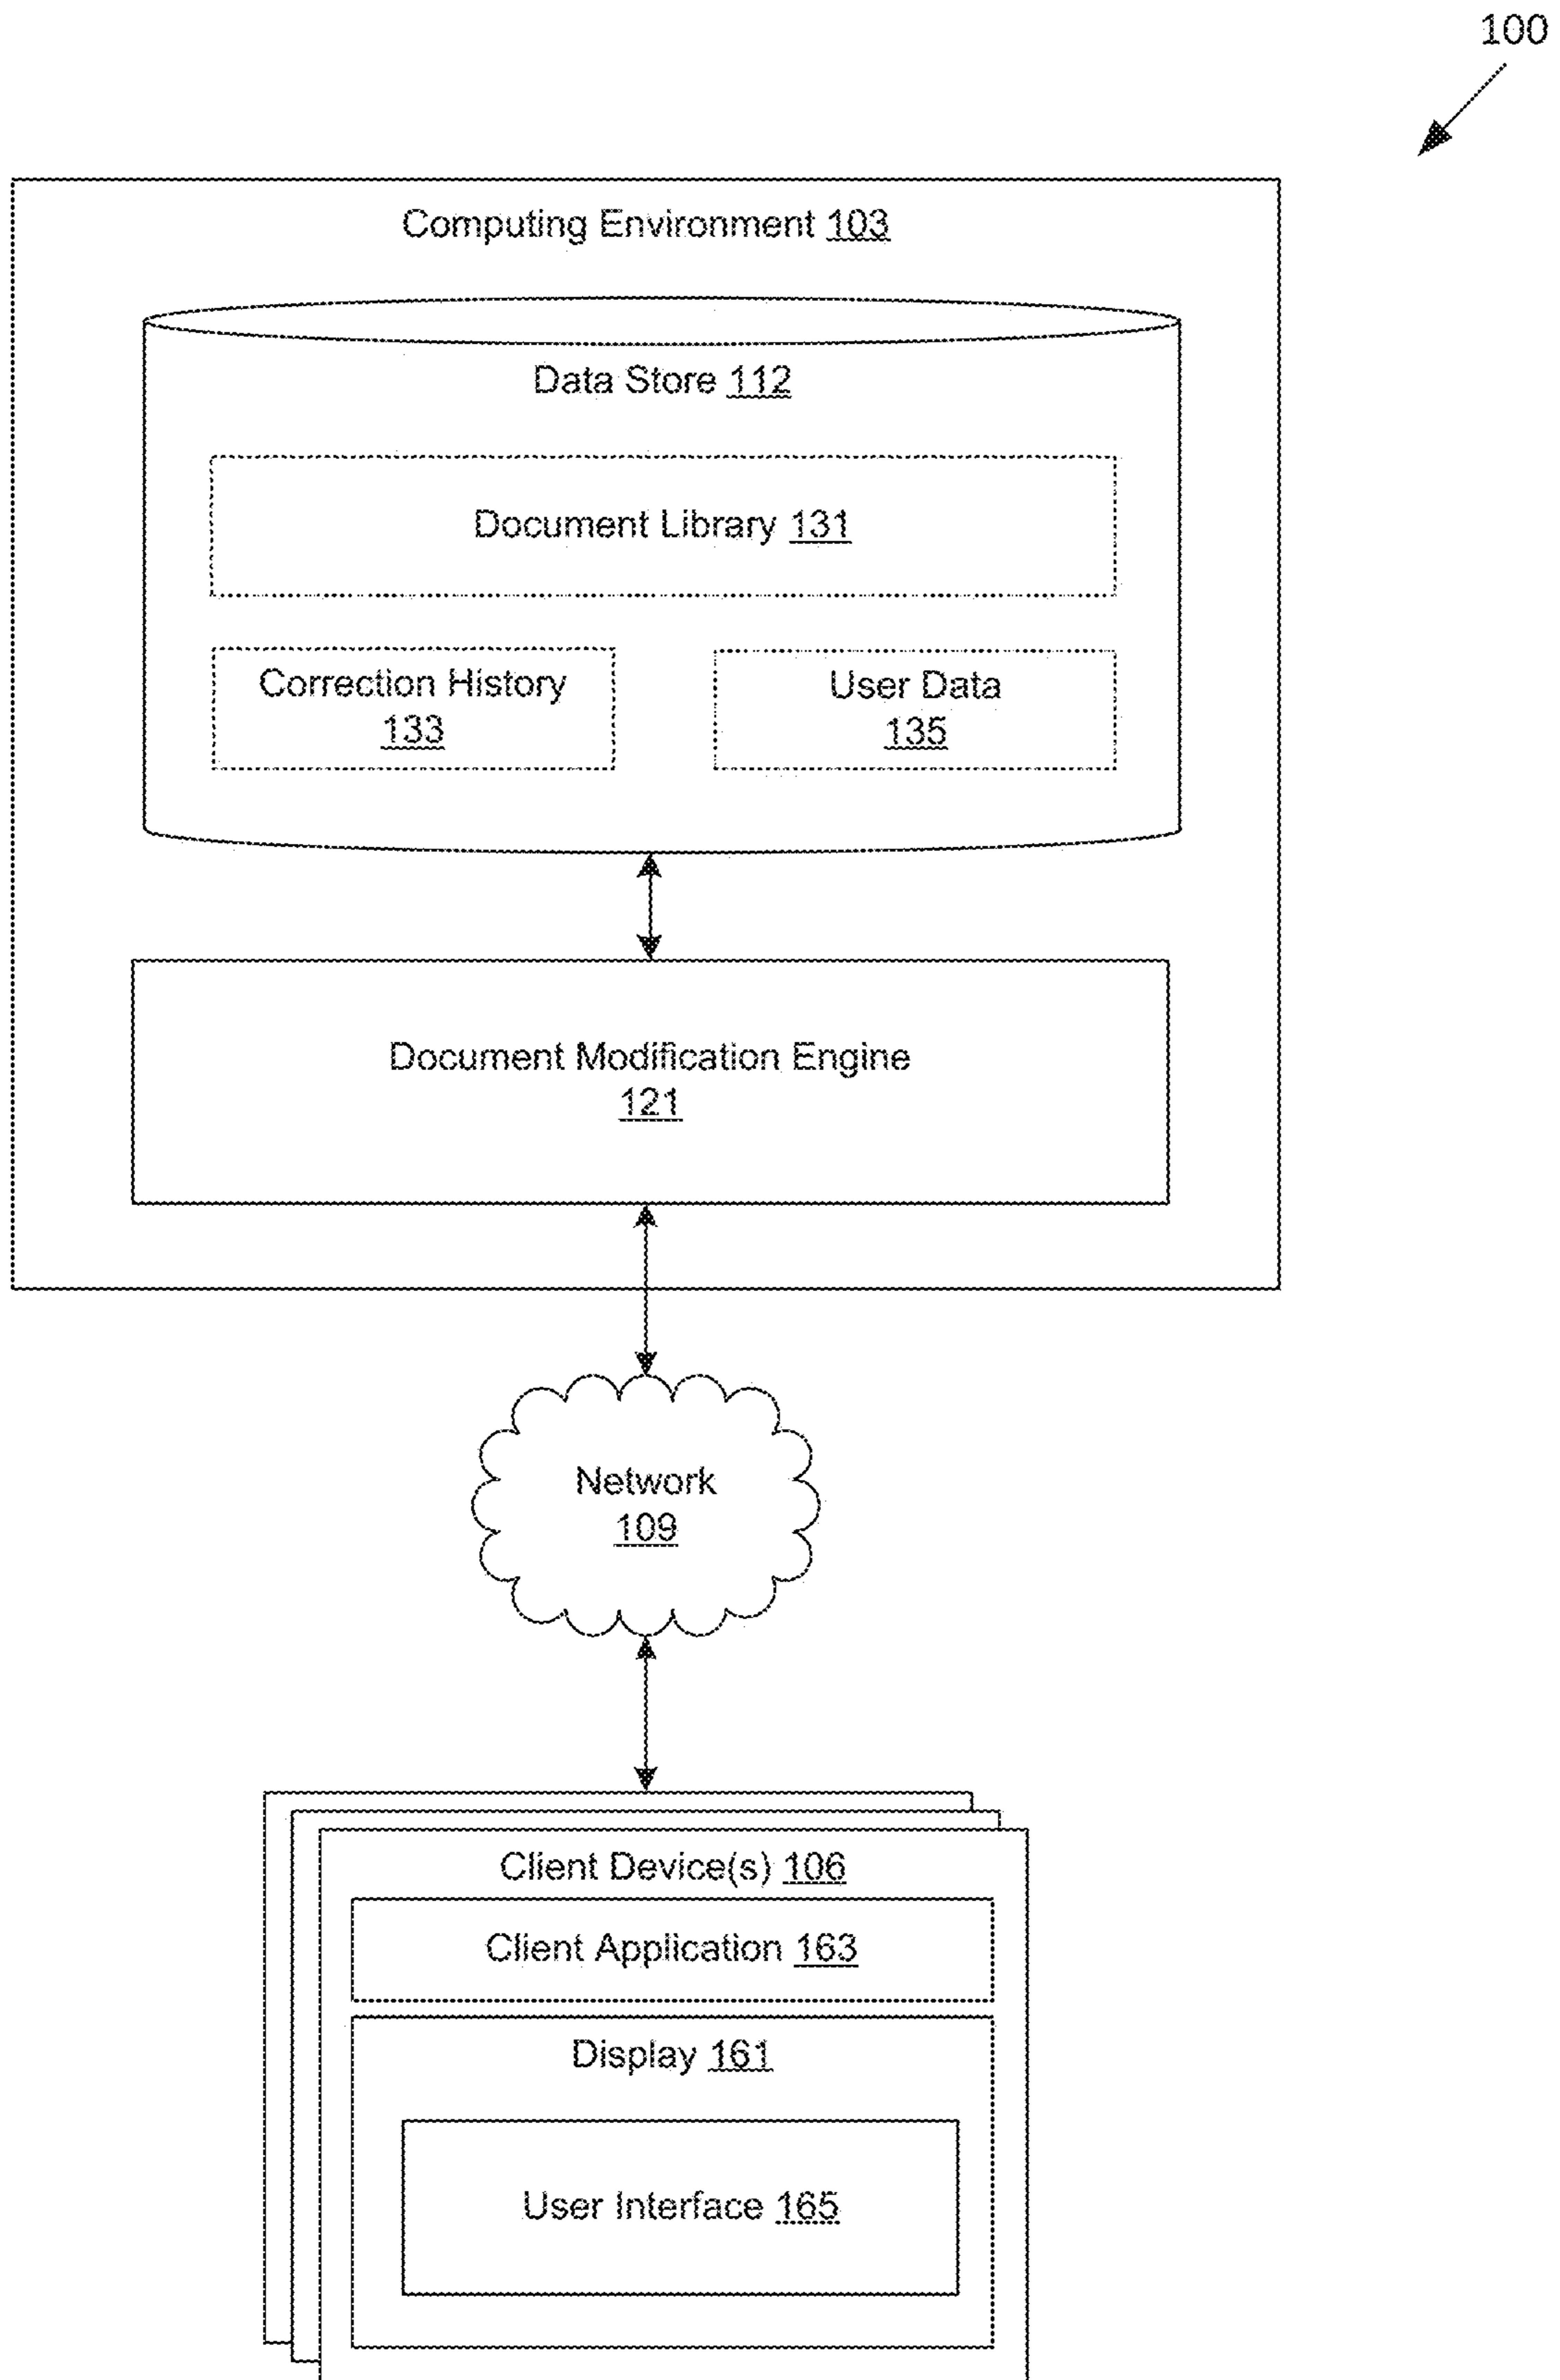 100
Computing Environment 103
Data Store 112
Document Library 131
Correction History
133
User Data
135
Document Modification Engine
121
Network
109
Client Device(s) 106
Client Application 163
Display 161
User Interface 165